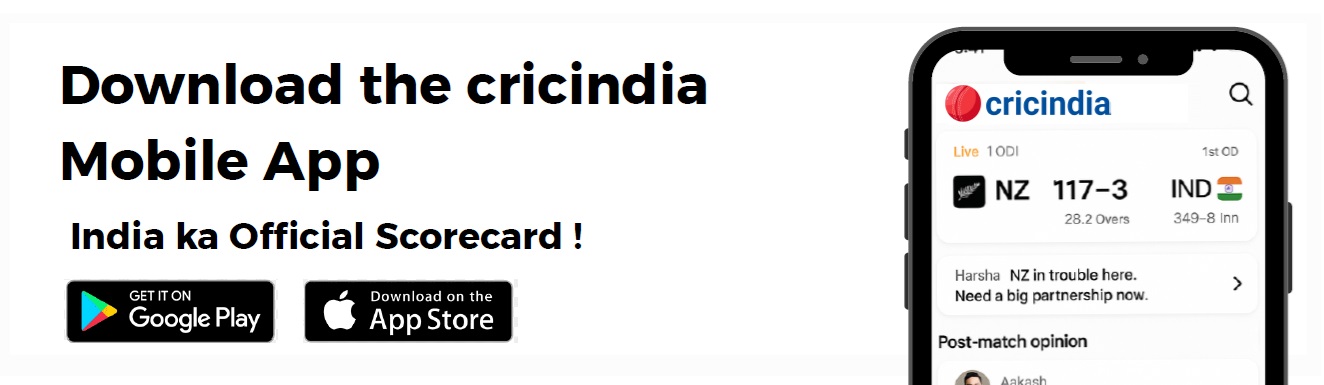 Download the cricindia
Mobile App
India ka Official Scorecard !
GET IT ON
Google Play
Download on the
App Store
cricindia
Live 1 ODI 1st OD
NZ 117–3 IND
28.2 Overs 349–8 Inn
Harsha NZ in trouble here.
Need a big partnership now.
Post-match opinion
Aakash